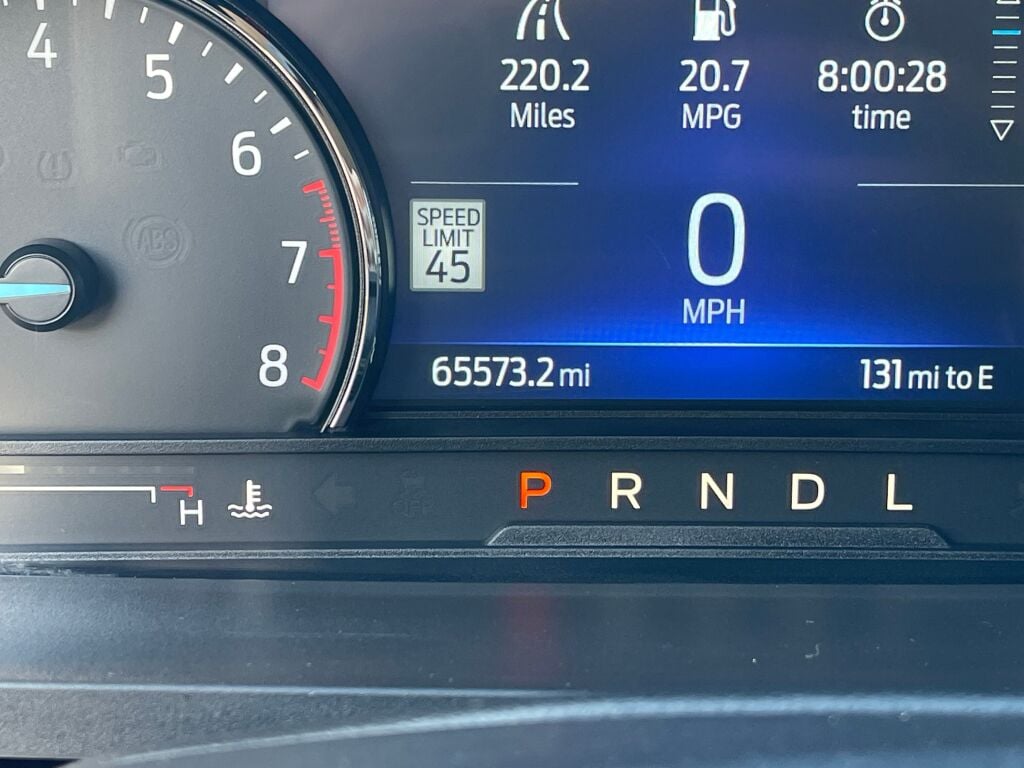 4
5
6
7
8
ABS
220.2 20.7 8:00:28
Miles MPG time
SPEED
LIMIT
45
0
MPH
65573.2 mi 131 mi to E
H P R N D L
OFF